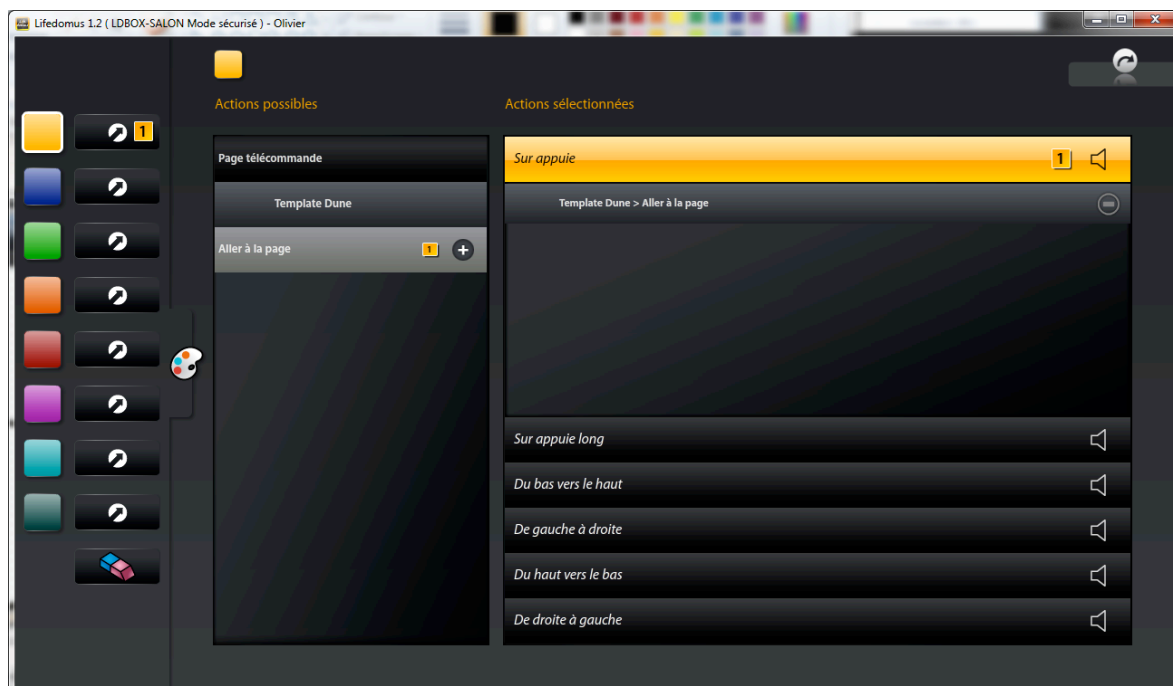 Lifedomus 1.2 ( LDBOX-SALON Mode sécurisé ) - Olivier
Actions possibles
Actions sélectionnées
1
Page télécommande
Sur appuie 1
Template Dune
Template Dune > Aller à la page
Aller à la page 1
Sur appuie long
Du bas vers le haut
De gauche à droite
Du haut vers le bas
De droite à gauche